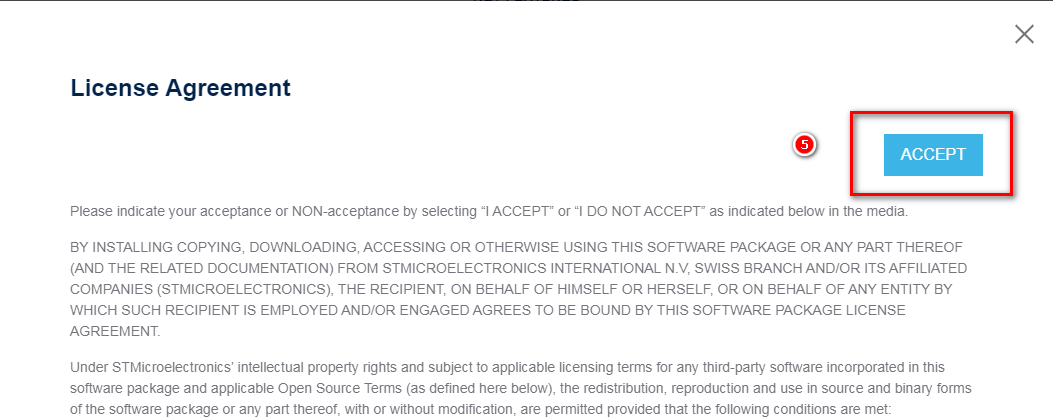 License Agreement
5
ACCEPT
Please indicate your acceptance or NON-acceptance by selecting “I ACCEPT” or “I DO NOT ACCEPT” as indicated below in the media.
BY INSTALLING COPYING, DOWNLOADING, ACCESSING OR OTHERWISE USING THIS SOFTWARE PACKAGE OR ANY PART THEREOF
(AND THE RELATED DOCUMENTATION) FROM STMICROELECTRONICS INTERNATIONAL N.V, SWISS BRANCH AND/OR ITS AFFILIATED
COMPANIES (STMICROELECTRONICS), THE RECIPIENT, ON BEHALF OF HIMSELF OR HERSELF, OR ON BEHALF OF ANY ENTITY BY
WHICH SUCH RECIPIENT IS EMPLOYED AND/OR ENGAGED AGREES TO BE BOUND BY THIS SOFTWARE PACKAGE LICENSE
AGREEMENT.
Under STMicroelectronics’ intellectual property rights and subject to applicable licensing terms for any third-party software incorporated in this
software package and applicable Open Source Terms (as defined here below), the redistribution, reproduction and use in source and binary forms
of the software package or any part thereof, with or without modification, are permitted provided that the following conditions are met: